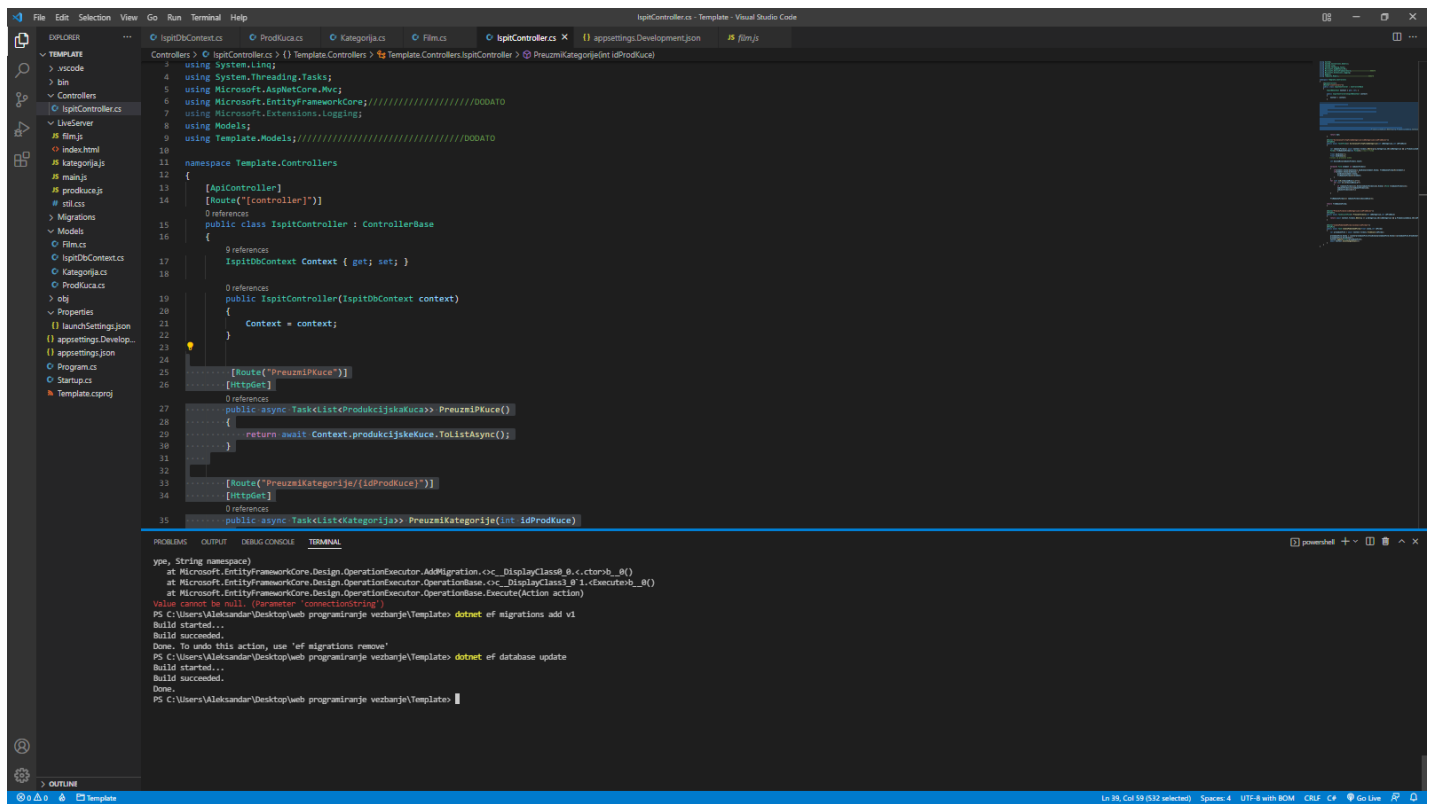 File Edit Selection View Go Run Terminal Help
IspitController.cs - Template - Visual Studio Code
EXPLORER
TEMPLATE
.vscode
bin
Controllers
IspitController.cs
LiveServer
JS film.js
<> index.html
JS kategorija.js
JS main.js
JS prodkuce.js
# stil.css
Migrations
Models
Film.cs
IspitDbContext.cs
Kategorija.cs
ProdKuca.cs
obj
Properties
{} launchSettings.json
{} appsettings.Develop...
{} appsettings.json
Program.cs
Startup.cs
Template.csproj
OUTLINE
IspitDbContext.cs ProdKuca.cs Kategorija.cs Film.cs IspitController.cs {} appsettings.Development.json JS film.js
Controllers > IspitController.cs > {} Template.Controllers > Template.Controllers.IspitController > PreuzmiKategorije(int idProdKuce)
3 using System.Linq;
4 using System.Threading.Tasks;
5 using Microsoft.AspNetCore.Mvc;
6 using Microsoft.EntityFrameworkCore;/////////////////////DODATO
7 using Microsoft.Extensions.Logging;
8 using Models;
9 using Template.Models;/////////////////////////////////DODATO
10
11 namespace Template.Controllers
12 {
13 [ApiController]
14 [Route("[controller]")]
0 references
15 public class IspitController : ControllerBase
16 {
9 references
17 IspitDbContext Context { get; set; }
18
0 references
19 public IspitController(IspitDbContext context)
20 {
21 Context = context;
22 }
23
24
25 [Route("PreuzmiPKuce")]
26 [HttpGet]
0 references
27 public async Task<List<ProdukcijskaKuca>> PreuzmiPKuce()
28 {
29 return await Context.produkcijskeKuce.ToListAsync();
30 }
31
32
33 [Route("PreuzmiKategorije/{idProdKuce}")]
34 [HttpGet]
0 references
35 public async Task<List<Kategorija>> PreuzmiKategorije(int idProdKuce)
PROBLEMS OUTPUT DEBUG CONSOLE TERMINAL
powershell
ype, String namespace)
at Microsoft.EntityFrameworkCore.Design.OperationExecutor.AddMigration.<>c__DisplayClass0_0.<.ctor>b__0()
at Microsoft.EntityFrameworkCore.Design.OperationExecutor.OperationBase.<>c__DisplayClass3_0`1.<Execute>b__0()
at Microsoft.EntityFrameworkCore.Design.OperationExecutor.OperationBase.Execute(Action action)
Value cannot be null. (Parameter 'connectionString')
PS C:\Users\Aleksandar\Desktop\web programiranje vezbanje\Template> dotnet ef migrations add v1
Build started...
Build succeeded.
Done. To undo this action, use 'ef migrations remove'
PS C:\Users\Aleksandar\Desktop\web programiranje vezbanje\Template> dotnet ef database update
Build started...
Build succeeded.
Done.
PS C:\Users\Aleksandar\Desktop\web programiranje vezbanje\Template>
0 0 Template
Ln 39, Col 59 (532 selected) Spaces: 4 UTF-8 with BOM CRLF C# Go Live